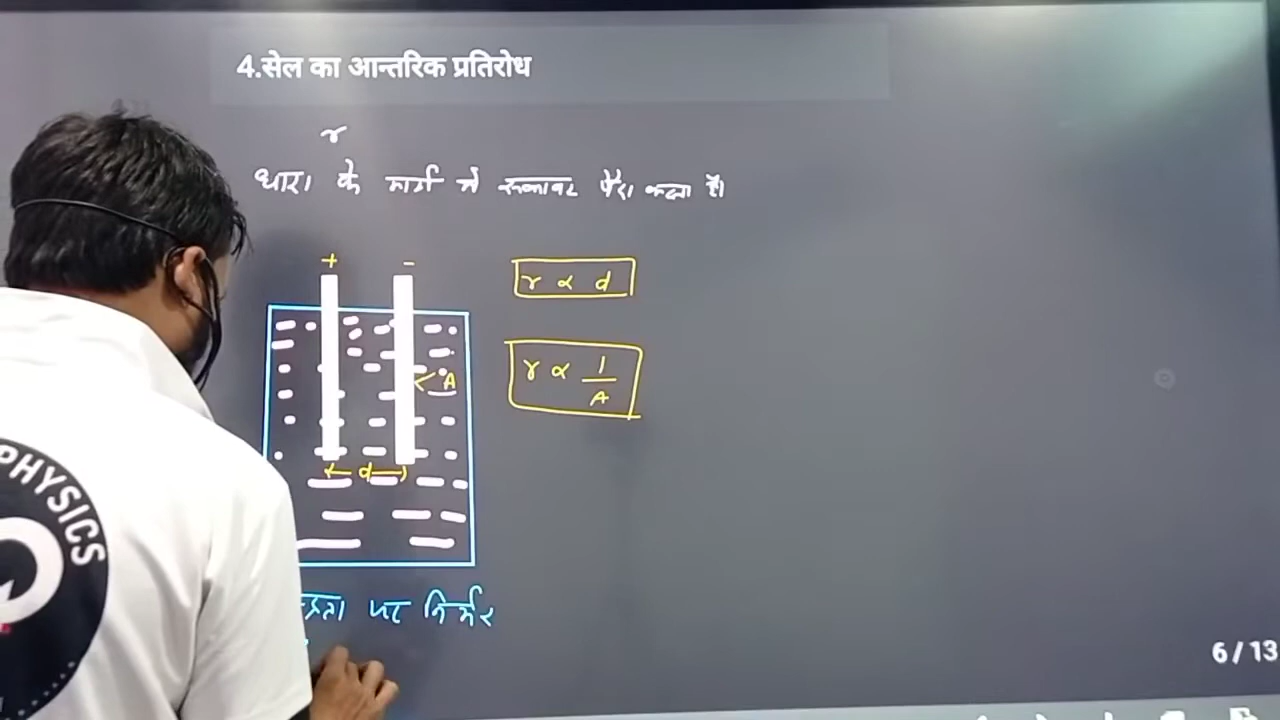 4.सेल का आन्तरिक प्रतिरोध
r
धारा के मार्ग में रूकावट पैदा करता है।
+ -
r ∝ d
r ∝ 1/A
A
d
पर निर्भर
6/13
PHYSICS